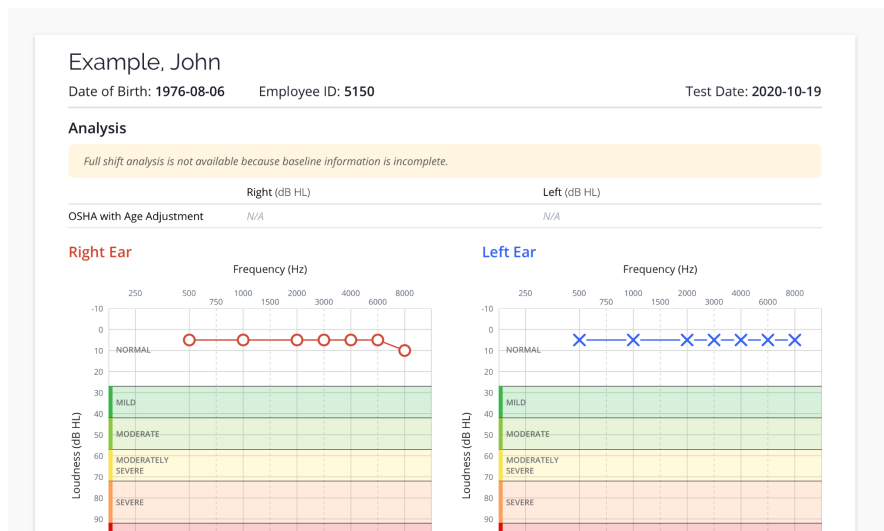 Example, John
Date of Birth: 1976-08-06 Employee ID: 5150 Test Date: 2020-10-19
Analysis
Full shift analysis is not available because baseline information is incomplete.
Right (dB HL) Left (dB HL)
OSHA with Age Adjustment N/A N/A
Right Ear
Frequency (Hz)
250 500 1000 2000 4000 8000
750 1500 3000 6000
-10
0
NORMAL
10
20
30
MILD
40
MODERATE
50
60
MODERATELY
SEVERE
70
80
SEVERE
90
Loudness (dB HL)
Left Ear
Frequency (Hz)
250 500 1000 2000 4000 8000
750 1500 3000 6000
-10
0
NORMAL
10
20
30
MILD
40
MODERATE
50
60
MODERATELY
SEVERE
70
80
SEVERE
90
Loudness (dB HL)